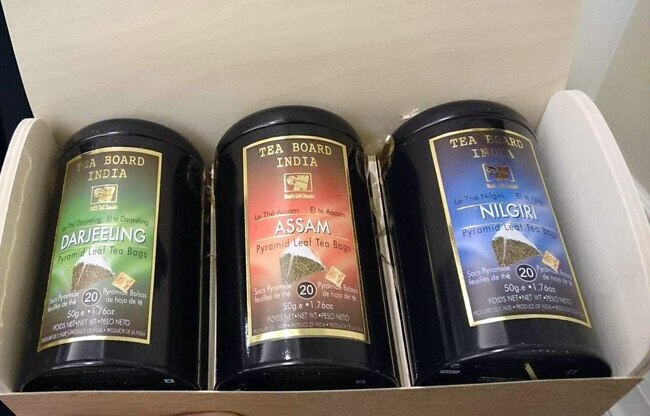 TEA BOARD
INDIA
Le Thé Darjeeling El té Darjeeling
DARJEELING
Pyramid Leaf Tea Bags
Sacs Pyramide
feuilles de thé
20
Pyramide Bolsas
de hoja de té
50g e • 1.76oz
POIDS NET • NET WT • PESO NETO
TEA BOARD
INDIA
Le Thé Assam El té Assam
ASSAM
Pyramid Leaf Tea Bags
Sacs Pyramide
feuilles de thé
20
Pyramide Bolsas
de hoja de té
50g e • 1.76oz
POIDS NET • NET WT • PESO NETO
TEA BOARD
INDIA
Le Thé Nilgiri El té
NILGIRI
Pyramid Leaf Tea Bags
Sacs Pyramide
feuilles de thé
20
Pyramide Bolsas
de hoja de té
50g e • 1.76oz
POIDS NET • NET WT • PESO NETO